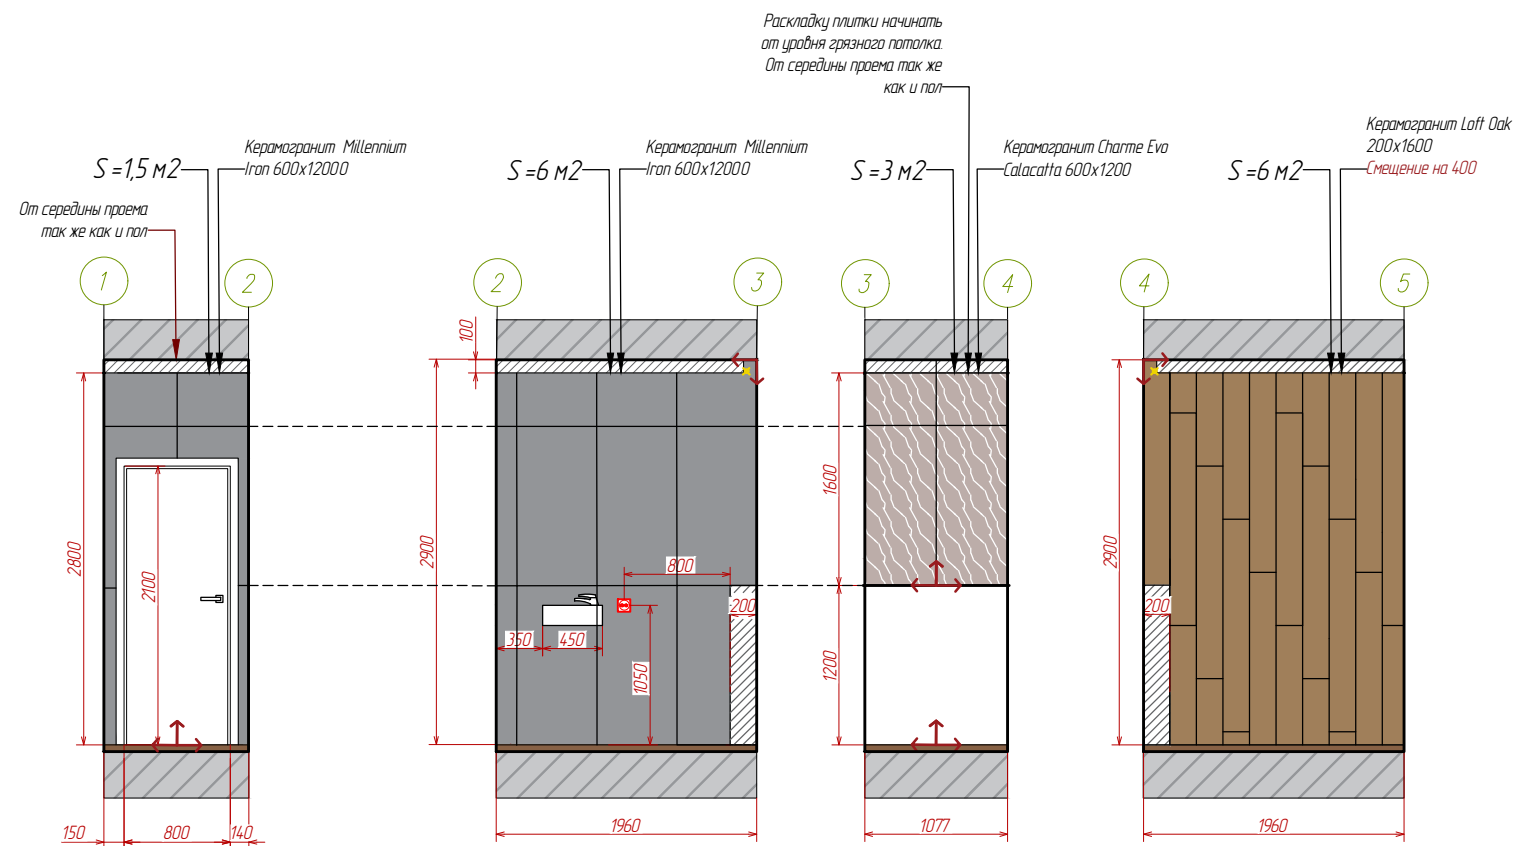 Раскладку плитки начинать
от уровня грязного потолка.
От середины проема так же
как и пол
Керамогранит Millennium
Iron 600x12000
S =1,5 м2
От середины проема
так же как и пол
Керамогранит Millennium
Iron 600x12000
S =6 м2
Керамогранит Charme Evo
Calacatta 600x1200
S =3 м2
Керамогранит Loft Oak
200x1600
Смещение на 400
S =6 м2
1
2
2
3
3
4
4
5
2800
2100
150
800
140
100
2900
800
200
350
450
1050
1960
1600
1200
1077
2900
200
1960